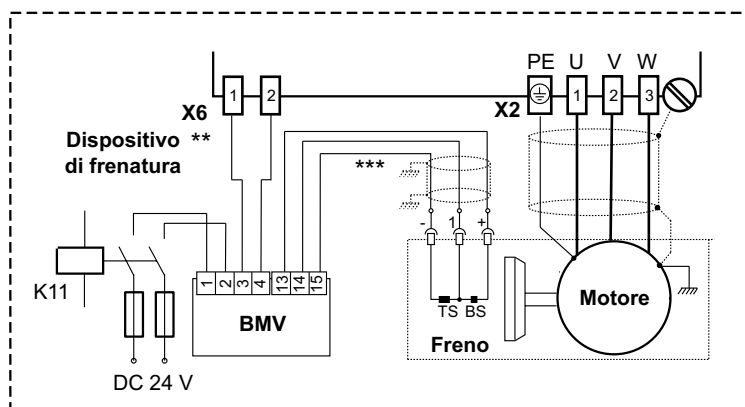 PE U V W
1 2 1 2 3
X6 X2
Dispositivo **
di frenatura
***
- 1 +
K11
1 2 3 4 13 14 15
BMV
TS BS
Motore
Freno
DC 24 V